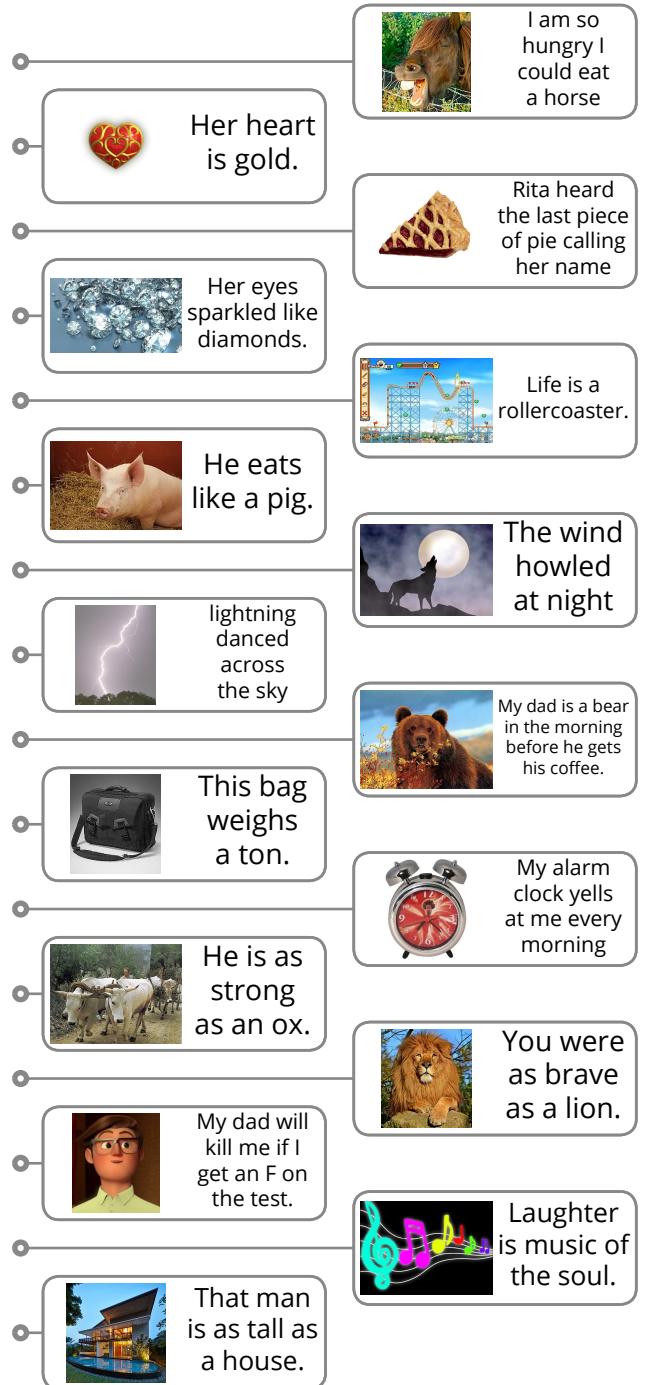 I am so
hungry I
could eat
a horse
Her heart
is gold.
Rita heard
the last piece
of pie calling
her name
Her eyes
sparkled like
diamonds.
Life is a
rollercoaster.
He eats
like a pig.
The wind
howled
at night
lightning
danced
across
the sky
My dad is a bear
in the morning
before he gets
his coffee.
This bag
weighs
a ton.
My alarm
clock yells
at me every
morning
He is as
strong
as an ox.
You were
as brave
as a lion.
My dad will
kill me if I
get an F on
the test.
Laughter
is music of
the soul.
That man
is as tall as
a house.